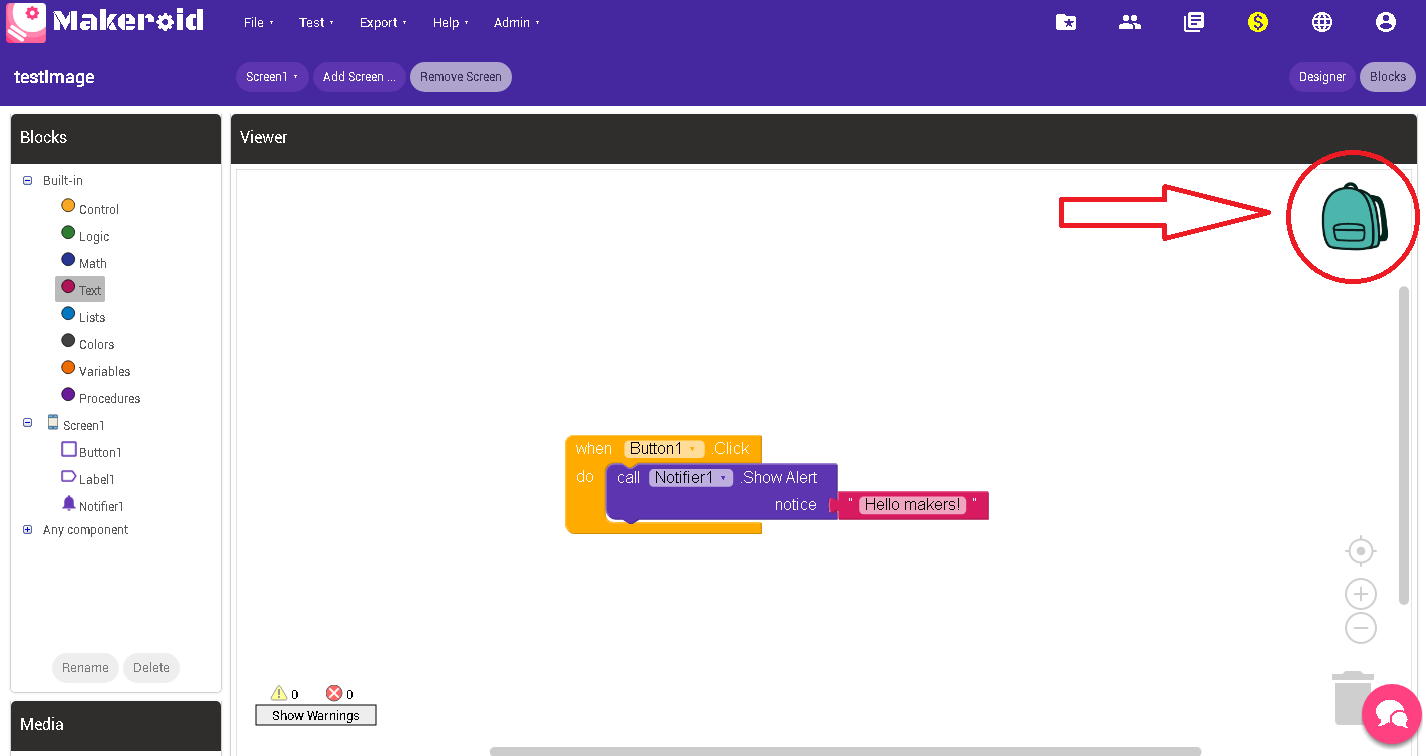 Makeroid
File Test Export Help Admin
testImage
Screen1 Add Screen ... Remove Screen
Designer Blocks
Blocks
Built-in
Control
Logic
Math
Text
Lists
Colors
Variables
Procedures
Screen1
Button1
Label1
Notifier1
Any component
Rename Delete
Media
Viewer
when Button1 .Click
do call Notifier1 .Show Alert
notice " Hello makers! "
0 0
Show Warnings